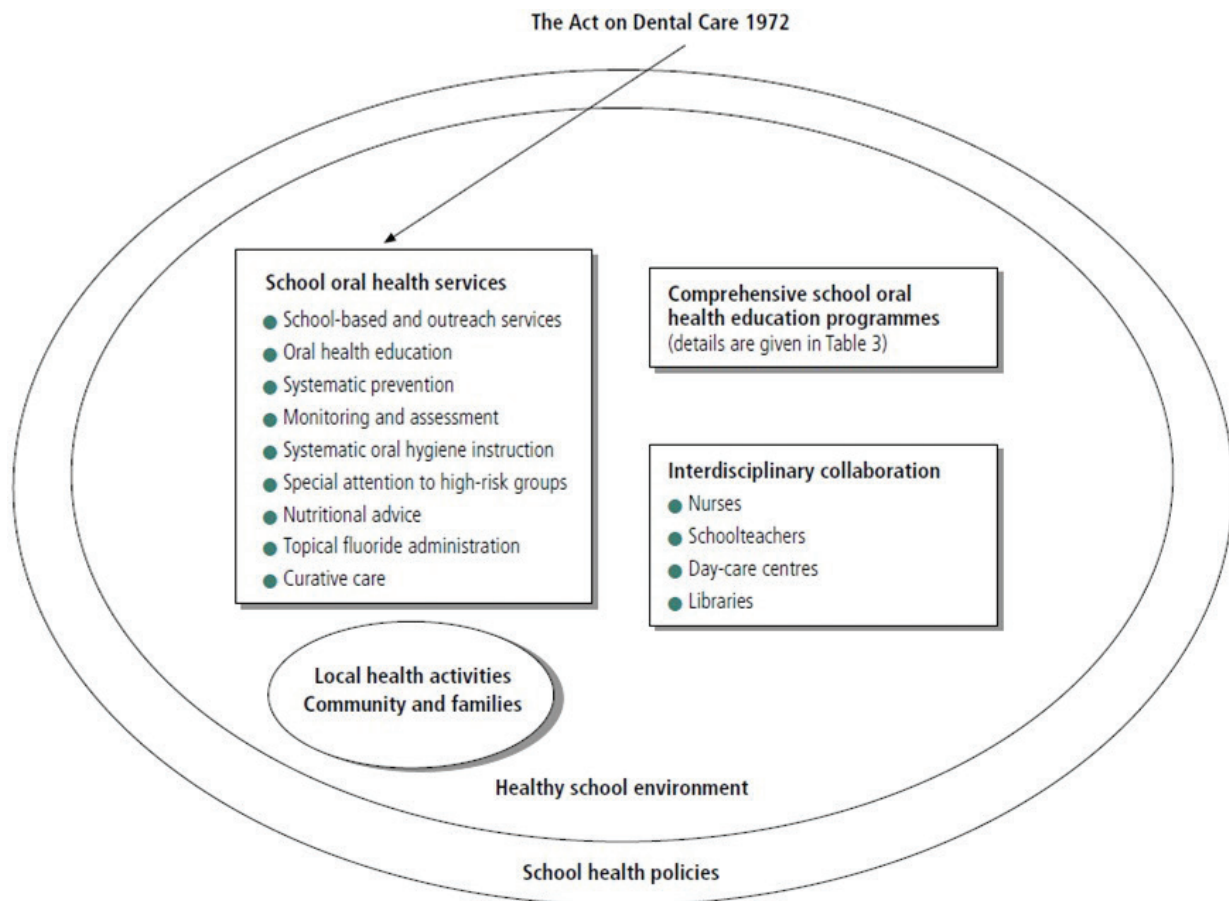 The Act on Dental Care 1972
School oral health services
School-based and outreach services
Oral health education
Systematic prevention
Monitoring and assessment
Systematic oral hygiene instruction
Special attention to high-risk groups
Nutritional advice
Topical fluoride administration
Curative care
Comprehensive school oral
health education programmes
(details are given in Table 3)
Interdisciplinary collaboration
Nurses
Schoolteachers
Day-care centres
Libraries
Local health activities
Community and families
Healthy school environment
School health policies